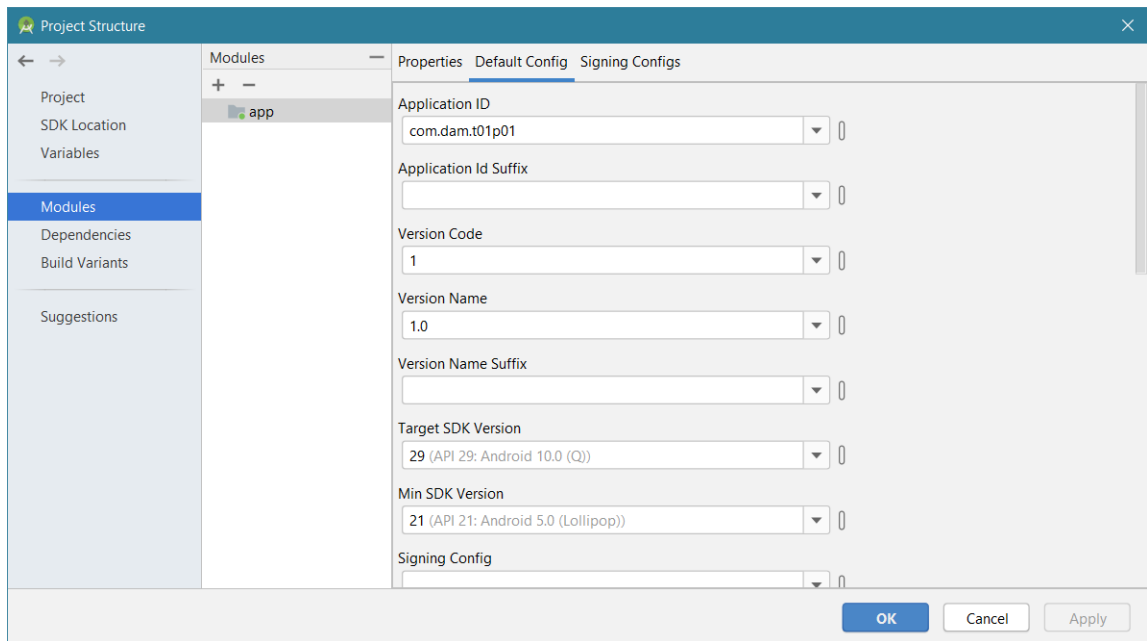 Project Structure
Project
SDK Location
Variables
Modules
Dependencies
Build Variants
Suggestions
Modules
app
Properties Default Config Signing Configs
Application ID
com.dam.t01p01
Application Id Suffix
Version Code
1
Version Name
1.0
Version Name Suffix
Target SDK Version
29 (API 29: Android 10.0 (Q))
Min SDK Version
21 (API 21: Android 5.0 (Lollipop))
Signing Config
OK Cancel Apply